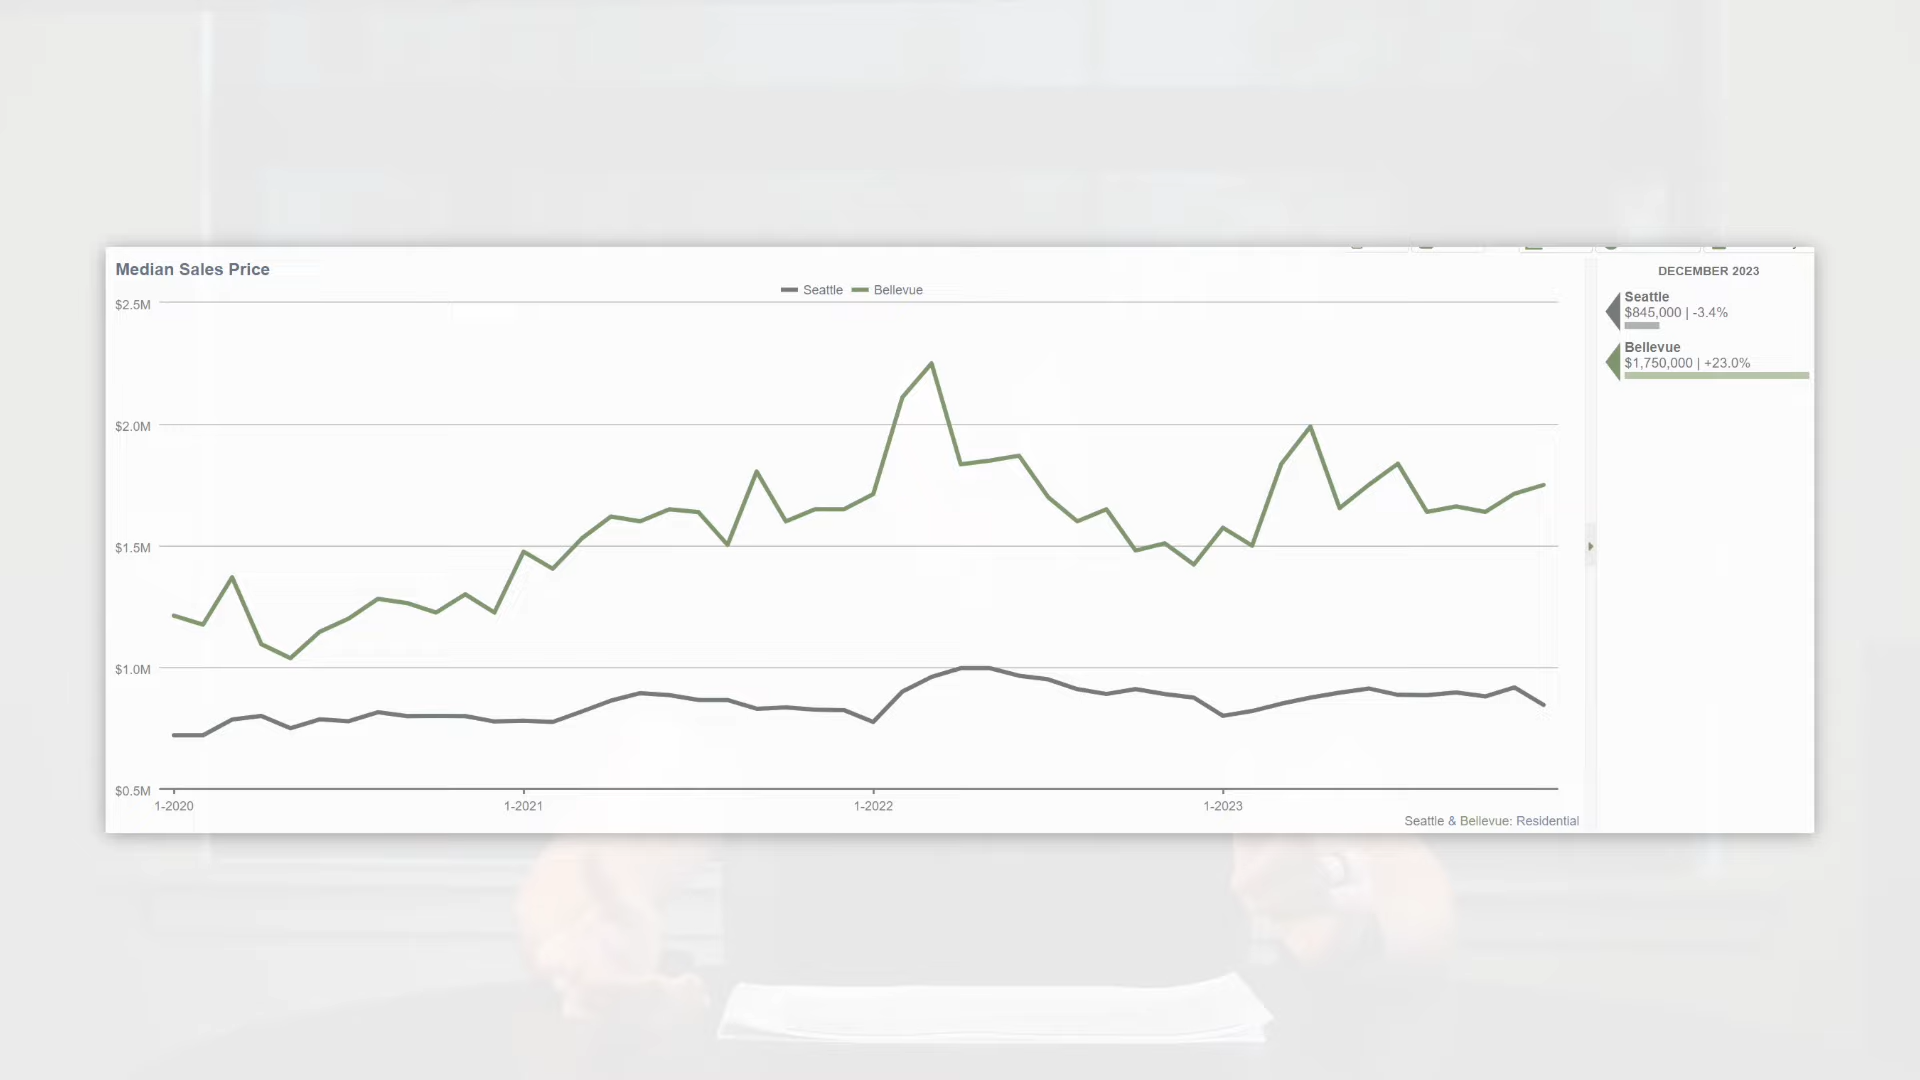 Median Sales Price
Seattle Bellevue
$2.5M
$2.0M
$1.5M
$1.0M
$0.5M
1-2020 1-2021 1-2022 1-2023
Seattle & Bellevue: Residential
DECEMBER 2023
Seattle
$845,000 | -3.4%
Bellevue
$1,750,000 | +23.0%